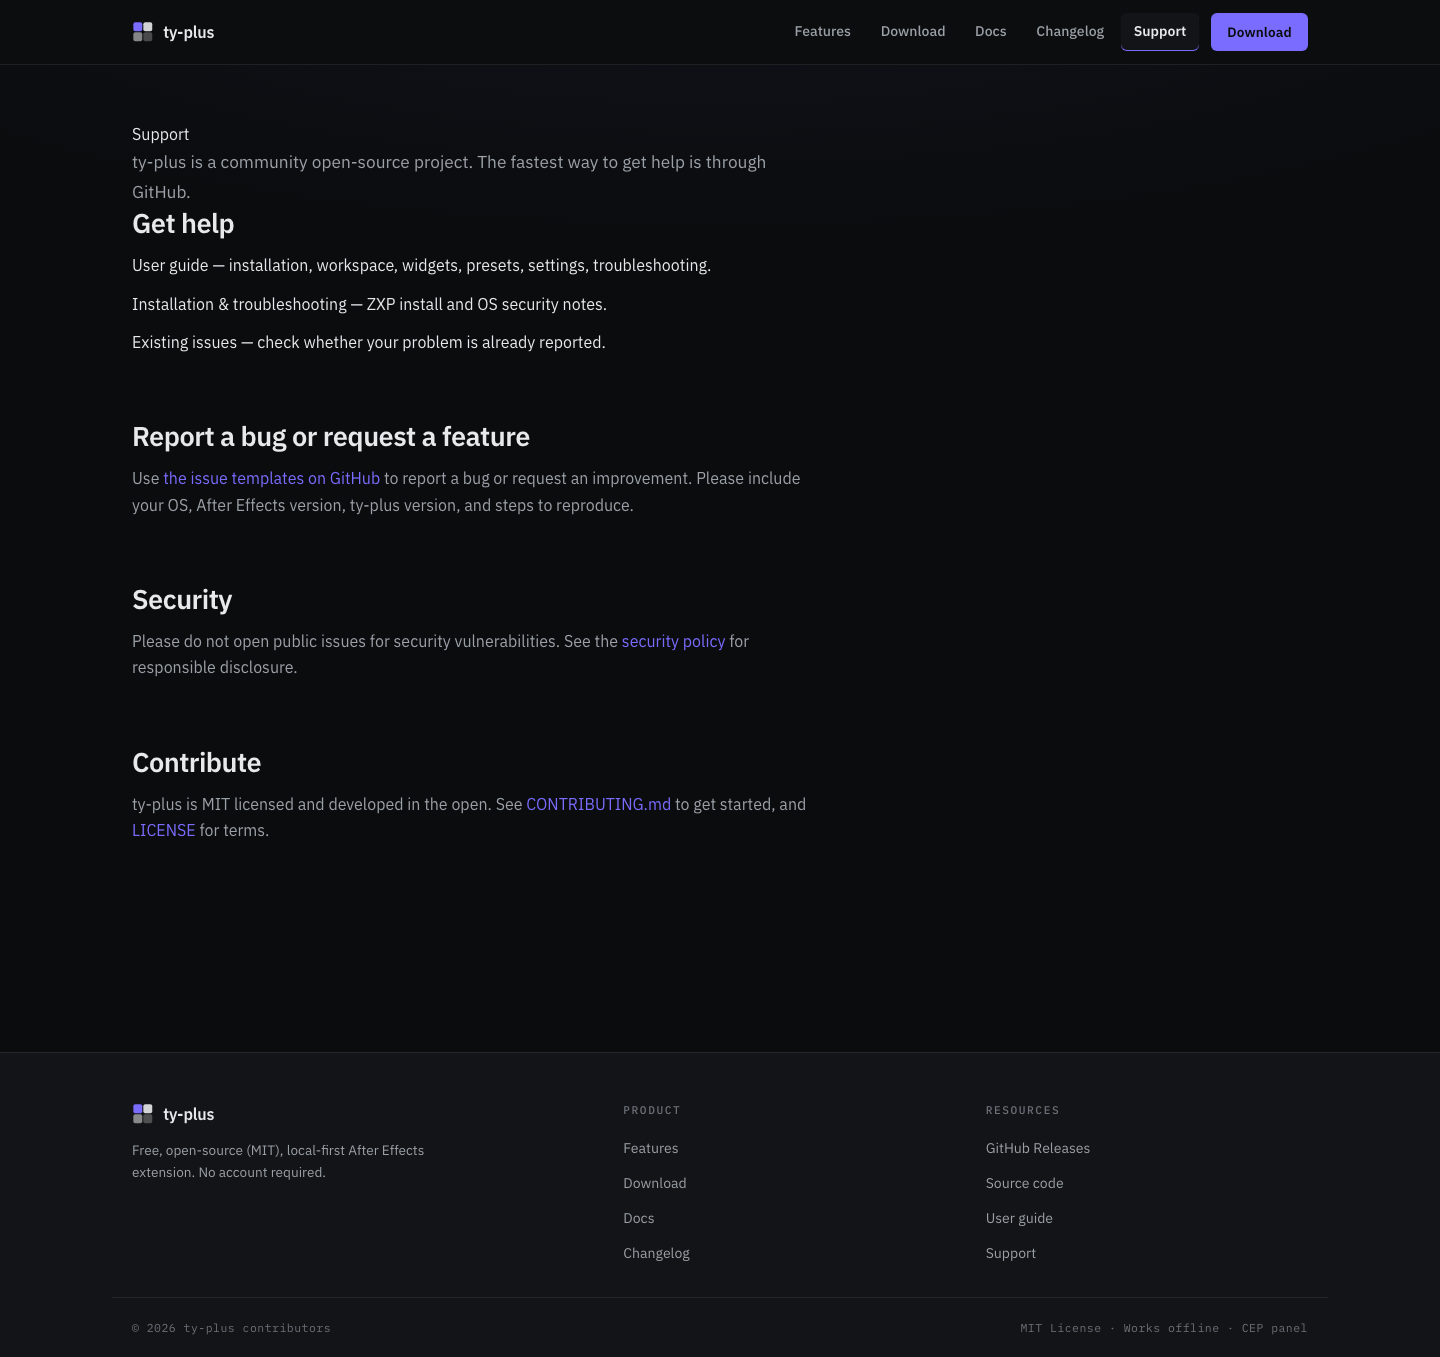 ty-plus
Features
Download
Docs
Changelog
Support
Download
Support
ty-plus is a community open-source project. The fastest way to get help is through
GitHub.
Get help
User guide — installation, workspace, widgets, presets, settings, troubleshooting.
Installation & troubleshooting — ZXP install and OS security notes.
Existing issues — check whether your problem is already reported.
Report a bug or request a feature
Use the issue templates on GitHub to report a bug or request an improvement. Please include
your OS, After Effects version, ty-plus version, and steps to reproduce.
Security
Please do not open public issues for security vulnerabilities. See the security policy for
responsible disclosure.
Contribute
ty-plus is MIT licensed and developed in the open. See CONTRIBUTING.md to get started, and
LICENSE for terms.
ty-plus
Free, open-source (MIT), local-first After Effects
extension. No account required.
PRODUCT
Features
Download
Docs
Changelog
RESOURCES
GitHub Releases
Source code
User guide
Support
© 2026 ty-plus contributors
MIT License · Works offline · CEP panel